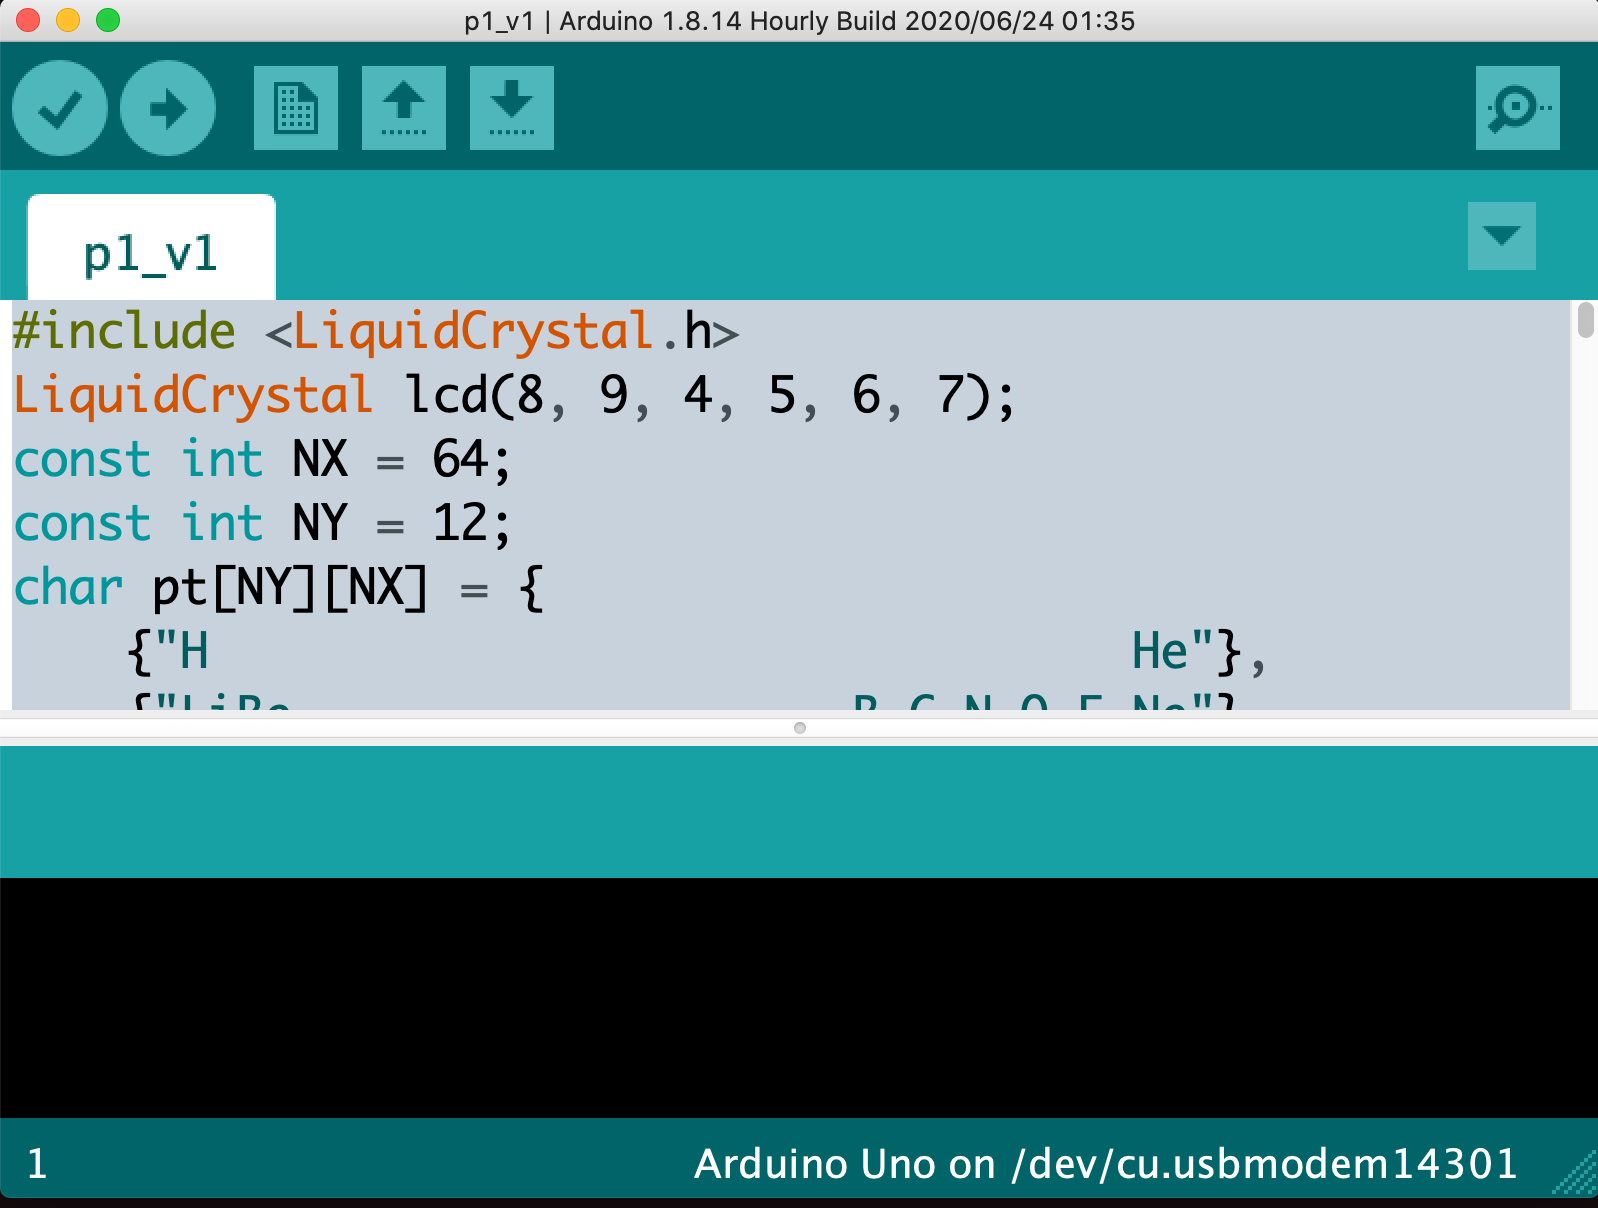 p1_v1 | Arduino 1.8.14 Hourly Build 2020/06/24 01:35
p1_v1
#include <LiquidCrystal.h>
LiquidCrystal lcd(8, 9, 4, 5, 6, 7);
const int NX = 64;
const int NY = 12;
char pt[NY][NX] = {
    {"H                                 He"},
    {"LiBe                    B C N O F Ne"}
1
Arduino Uno on /dev/cu.usbmodem14301